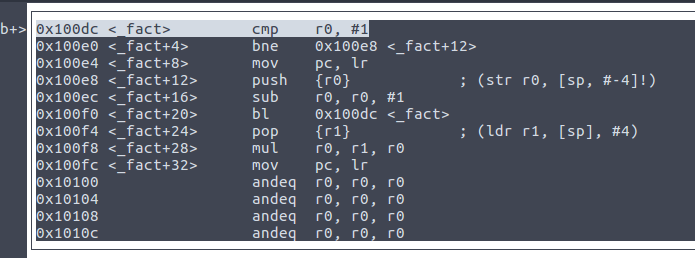 b+> 0x100dc <_fact> cmp r0, #1
0x100e0 <_fact+4> bne 0x100e8 <_fact+12>
0x100e4 <_fact+8> mov pc, lr
0x100e8 <_fact+12> push {r0} ; (str r0, [sp, #-4]!)
0x100ec <_fact+16> sub r0, r0, #1
0x100f0 <_fact+20> bl 0x100dc <_fact>
0x100f4 <_fact+24> pop {r1} ; (ldr r1, [sp], #4)
0x100f8 <_fact+28> mul r0, r1, r0
0x100fc <_fact+32> mov pc, lr
0x10100 andeq r0, r0, r0
0x10104 andeq r0, r0, r0
0x10108 andeq r0, r0, r0
0x1010c andeq r0, r0, r0